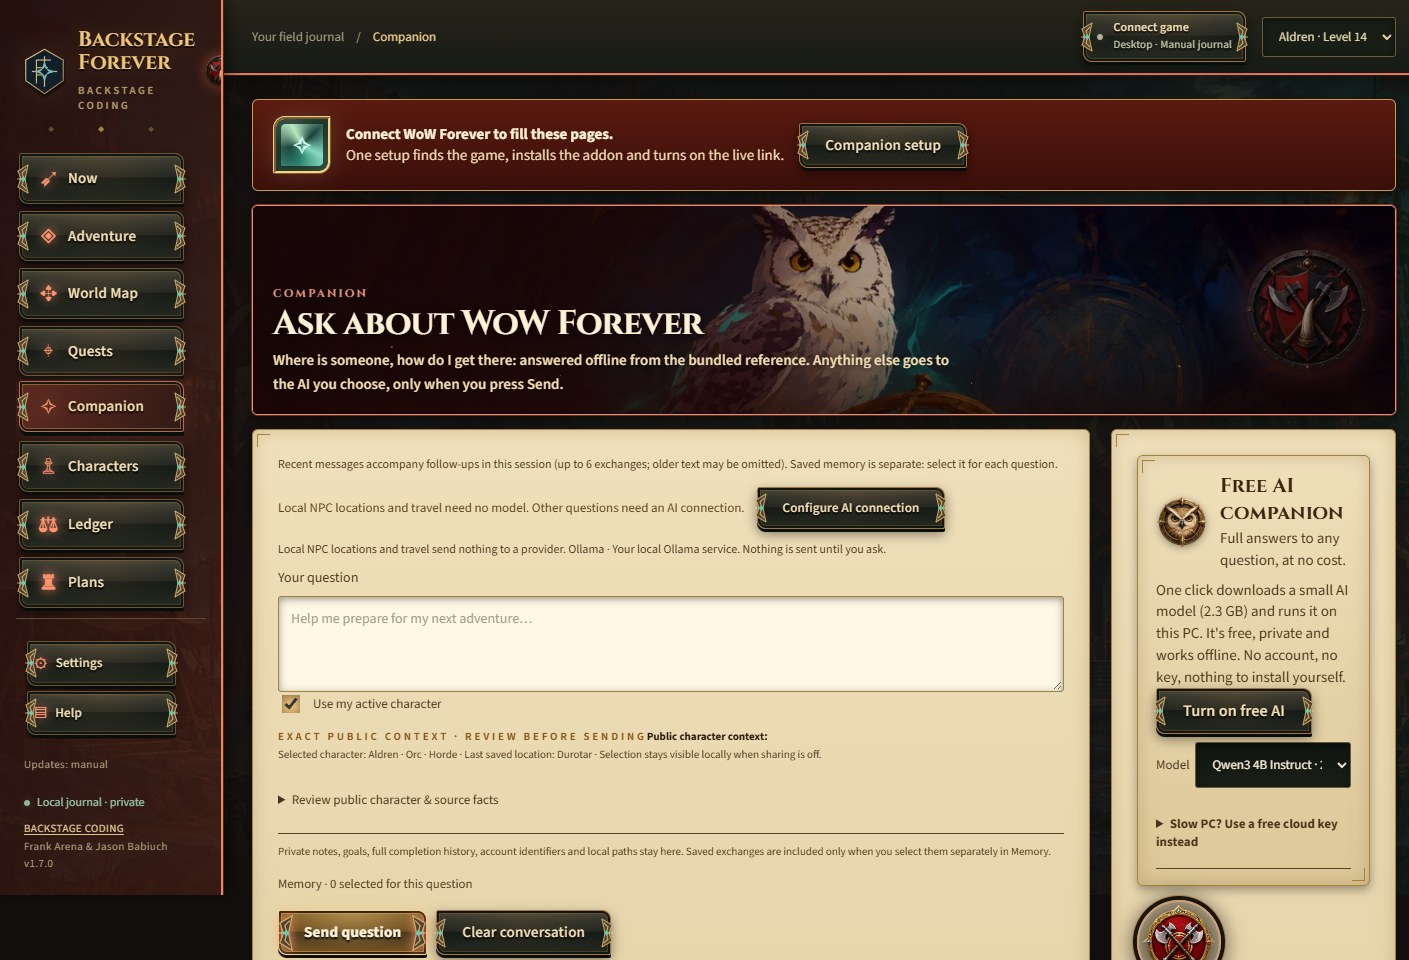 Backstage
Forever
BACKSTAGE
CODING
Now
Adventure
World Map
Quests
Companion
Characters
Ledger
Plans
Settings
Help
Updates: manual
Local journal · private
BACKSTAGE CODING
Frank Arena & Jason Babiuch
v1.7.0
Your field journal / Companion
Connect game
Desktop · Manual journal
Aldren · Level 14
Connect WoW Forever to fill these pages.
One setup finds the game, installs the addon and turns on the live link.
Companion setup
COMPANION
Ask about WoW Forever
Where is someone, how do I get there: answered offline from the bundled reference. Anything else goes to
the AI you choose, only when you press Send.
Recent messages accompany follow-ups in this session (up to 6 exchanges; older text may be omitted). Saved memory is separate: select it for each question.
Local NPC locations and travel need no model. Other questions need an AI connection.
Configure AI connection
Local NPC locations and travel send nothing to a provider. Ollama · Your local Ollama service. Nothing is sent until you ask.
Your question
Help me prepare for my next adventure…
Use my active character
EXACT PUBLIC CONTEXT · REVIEW BEFORE SENDING Public character context:
Selected character: Aldren · Orc · Horde · Last saved location: Durotar · Selection stays visible locally when sharing is off.
Review public character & source facts
Private notes, goals, full completion history, account identifiers and local paths stay here. Saved exchanges are included only when you select them separately in Memory.
Memory · 0 selected for this question
Send question
Clear conversation
Free AI
companion
Full answers to any
question, at no cost.
One click downloads a small AI
model (2.3 GB) and runs it on
this PC. It's free, private and
works offline. No account, no
key, nothing to install yourself.
Turn on free AI
Model
Qwen3 4B Instruct ·
Slow PC? Use a free cloud key
instead